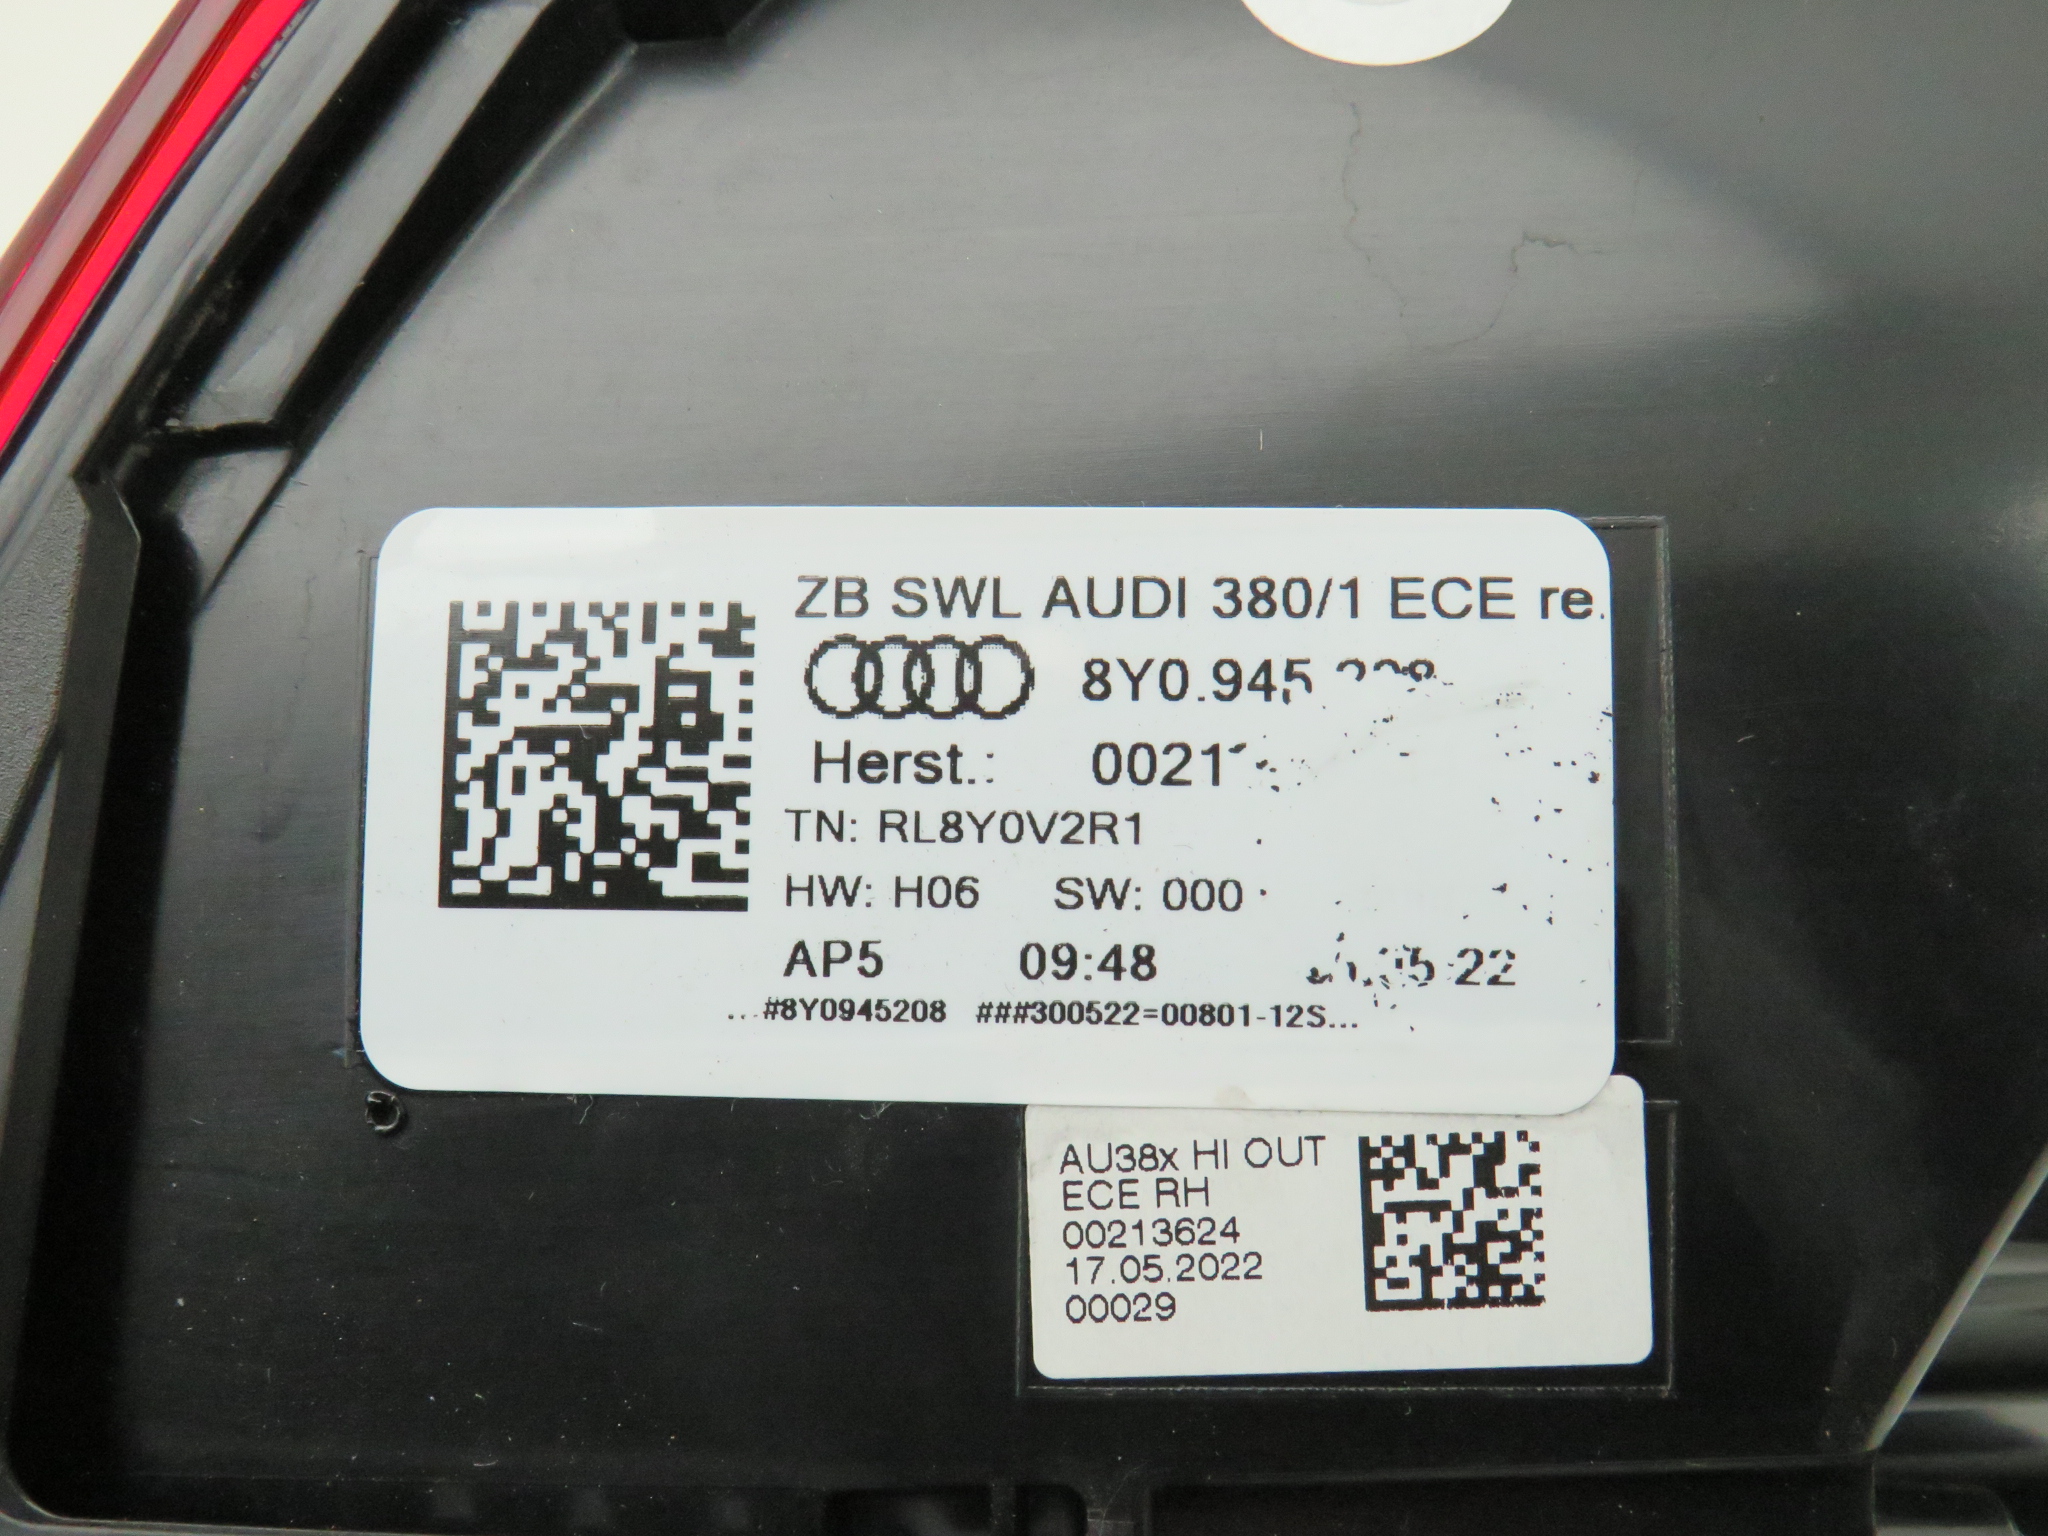 ZB SWL AUDI 380/1 ECE re.
8Y0.945
Herst.:
TN: RL8Y0V2R1
HW: H06 SW: 000
AP5 09:48 22
...#8Y0945208 ###300522=00801-12S...
AU38x HI OUT
ECE RH
00213624
17.05.2022
00029